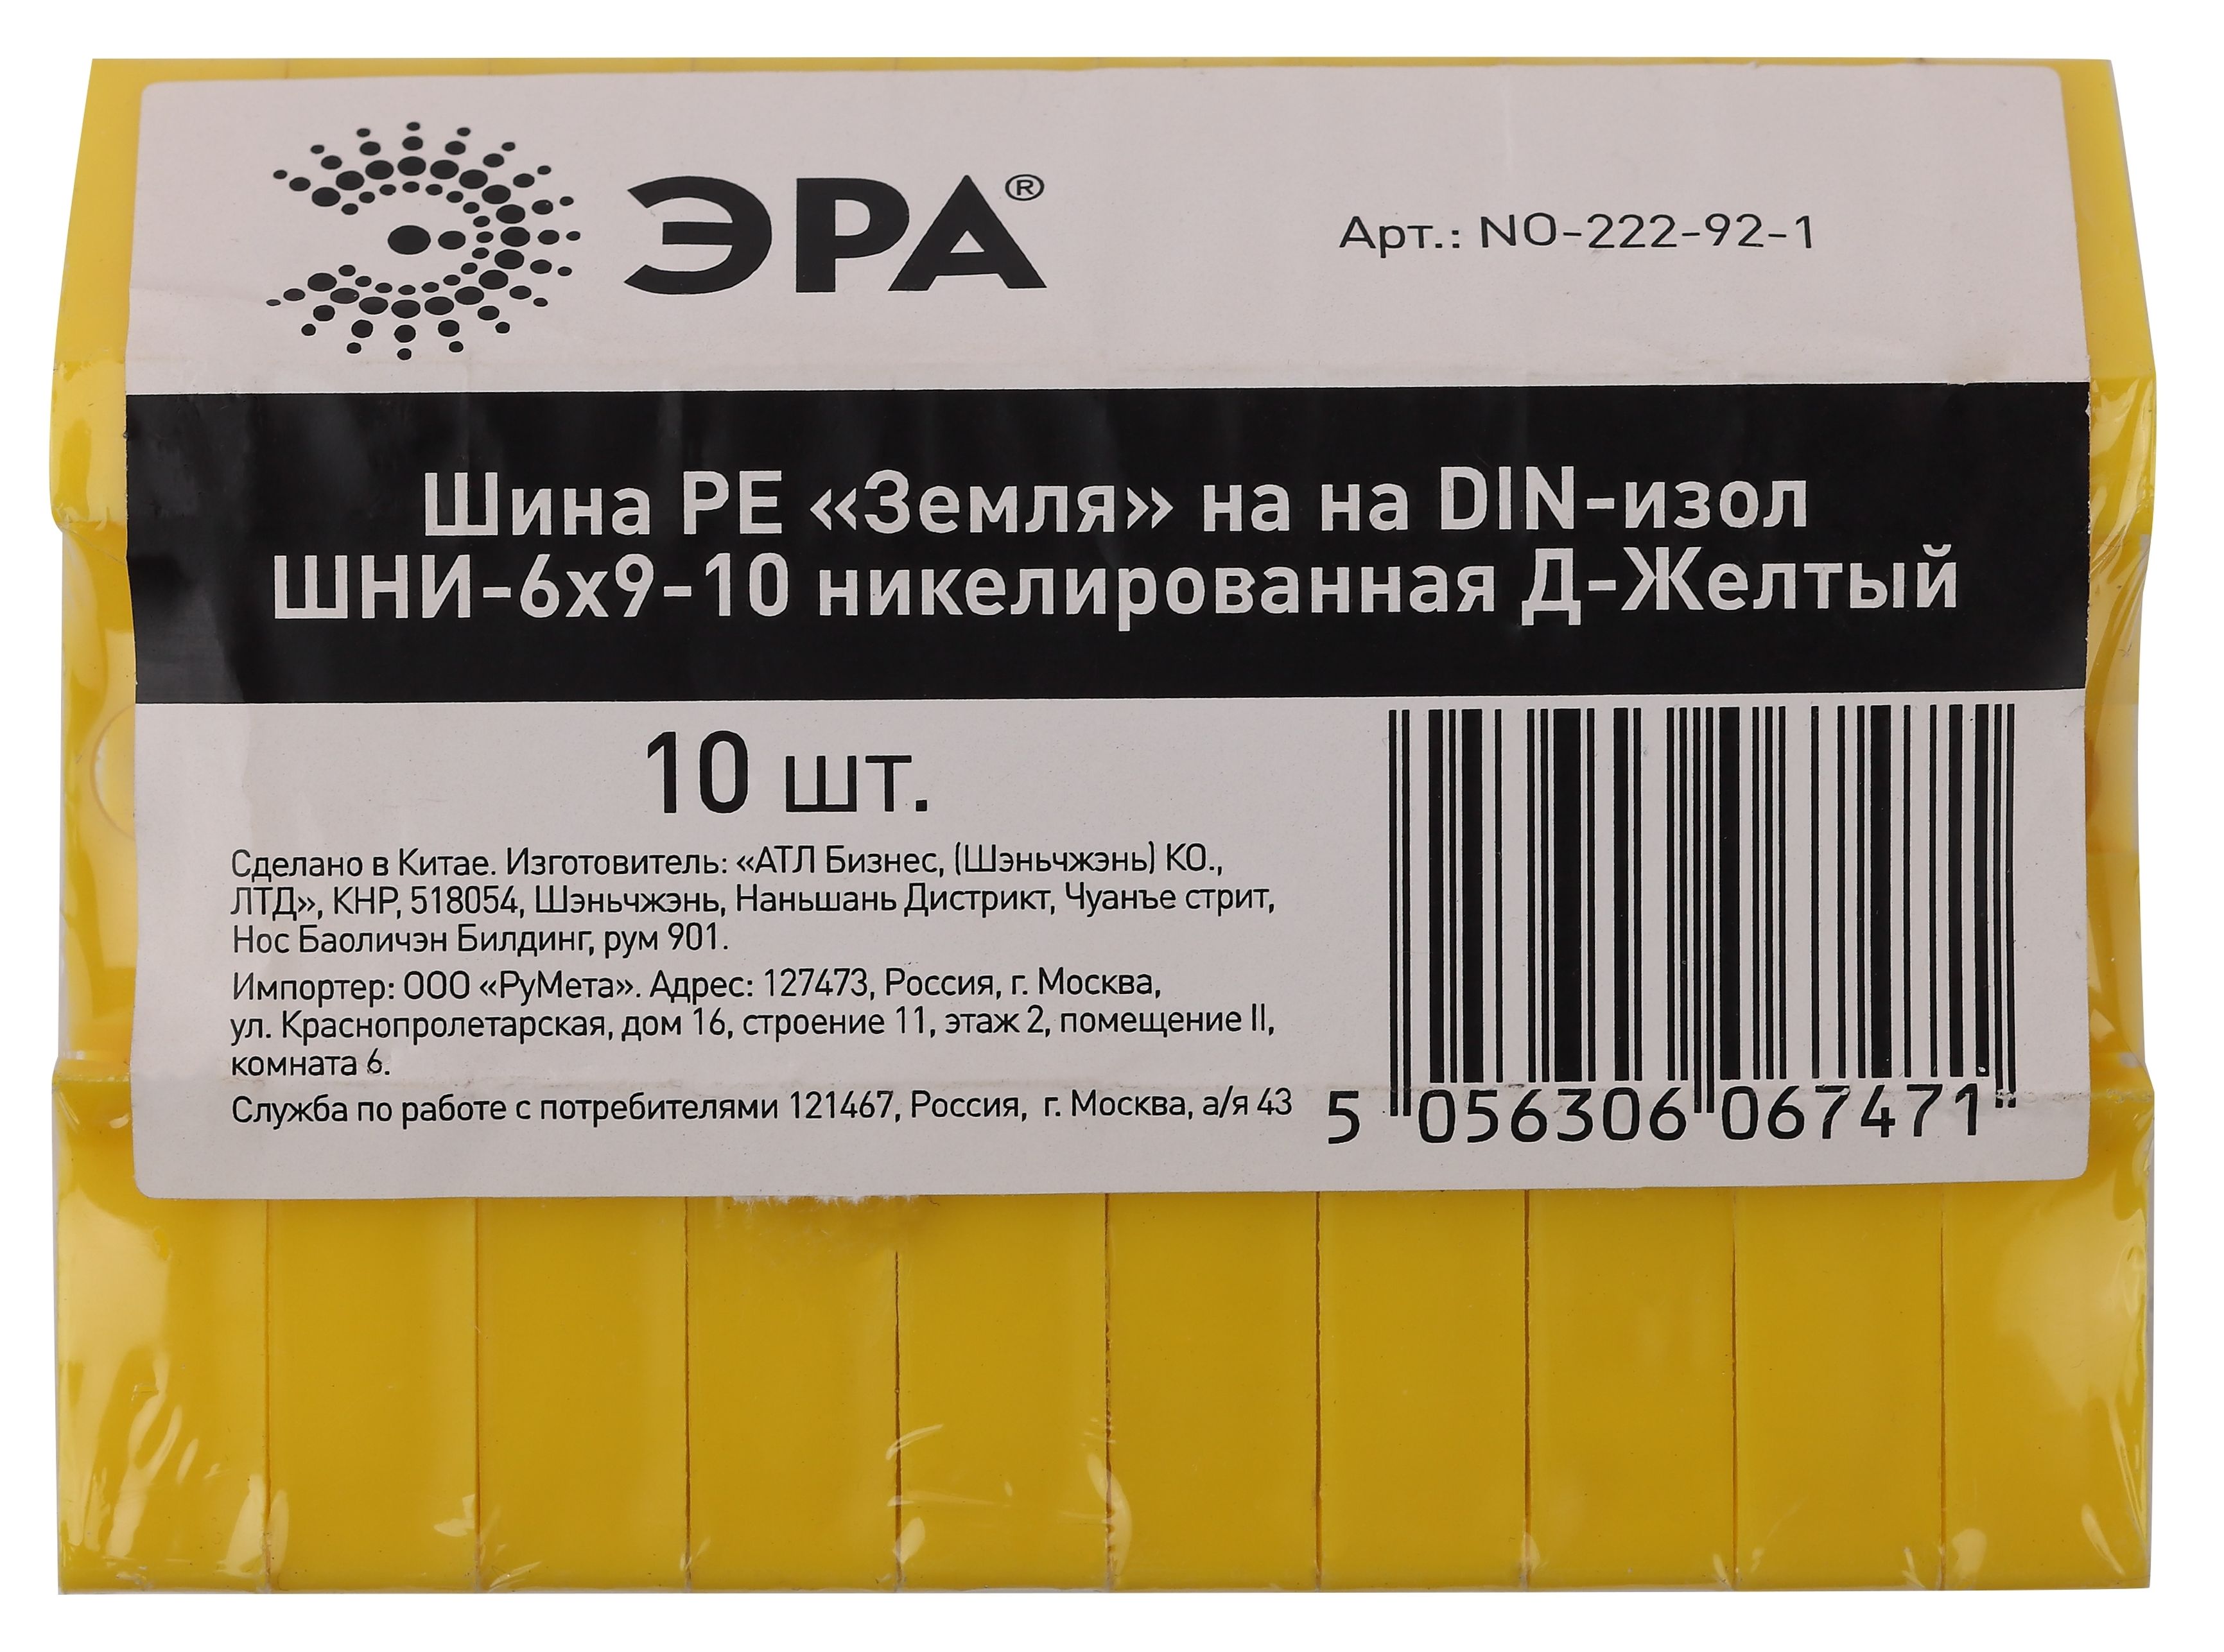 ЭРА®
Арт.: NO-222-92-1
Шина PE «Земля» на на DIN-изол
ШНИ-6х9-10 никелированная Д-Желтый
10 шт.
Сделано в Китае. Изготовитель: «АТЛ Бизнес, (Шэньчжэнь) КО.,
ЛТД», КНР, 518054, Шэньчжэнь, Наньшань Дистрикт, Чуанъе стрит,
Нос Баоличэн Билдинг, рум 901.
Импортер: ООО «РуМета». Адрес: 127473, Россия, г. Москва,
ул. Краснопролетарская, дом 16, строение 11, этаж 2, помещение II,
комната 6.
Служба по работе с потребителями 121467, Россия, г. Москва, а/я 43
5 056306 067471